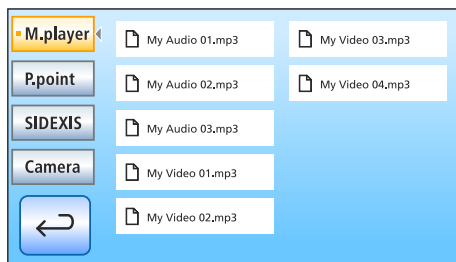 M.player
P.point
SIDEXIS
Camera
My Audio 01.mp3
My Audio 02.mp3
My Audio 03.mp3
My Video 01.mp3
My Video 02.mp3
My Video 03.mp3
My Video 04.mp3